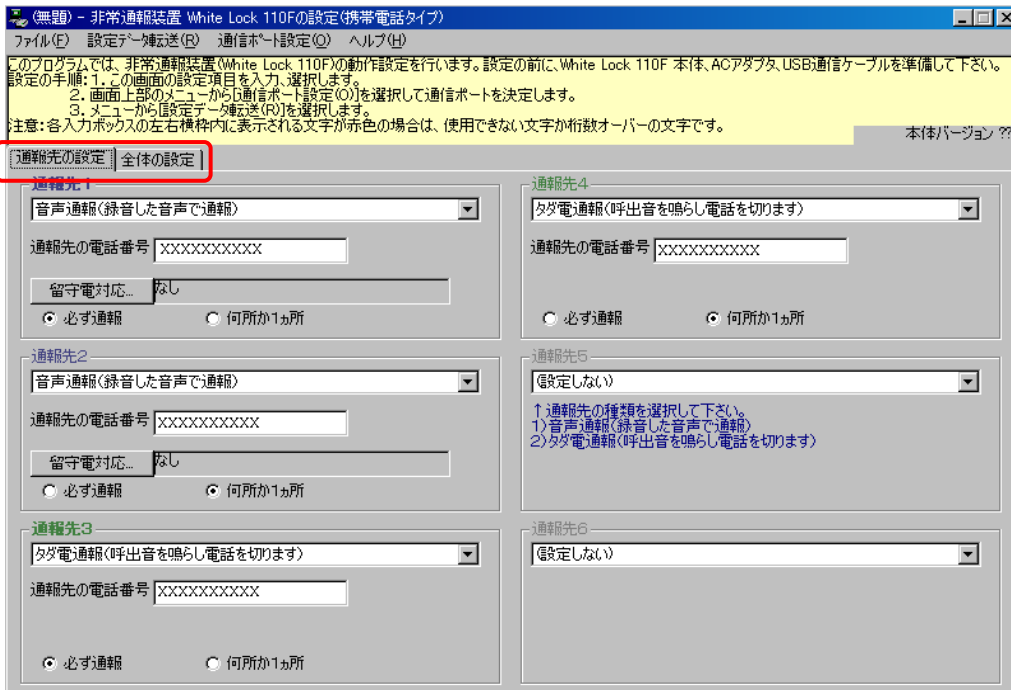 (無題) - 非常通報装置 White Lock 110Fの設定(携帯電話タイプ)
ファイル(F) 設定データ転送(R) 通信ポート設定(O) ヘルプ(H)
このプログラムでは、非常通報装置(White Lock 110F)の動作設定を行います。設定の前に、White Lock 110F 本体、ACアダプタ、USB通信ケーブルを準備して下さい。
設定の手順：1. この画面の設定項目を入力、選択します。
2. 画面上部のメニューから[通信ポート設定(O)]を選択して通信ポートを決定します。
3. メニューから[設定データ転送(R)]を選択します。
注意：各入力ボックスの左右横枠内に表示される文字が赤色の場合は、使用できない文字か桁数オーバーの文字です。
本体バージョン ??
通報先の設定 全体の設定
通報先1
音声通報(録音した音声で通報)
通報先の電話番号 XXXXXXXXXX
留守電対応... なし
必ず通報 何所か1ヵ所
通報先2
音声通報(録音した音声で通報)
通報先の電話番号 XXXXXXXXXX
留守電対応... なし
必ず通報 何所か1ヵ所
通報先3
タダ電通報(呼出音を鳴らし電話を切ります)
通報先の電話番号 XXXXXXXXXX
必ず通報 何所か1ヵ所
通報先4
タダ電通報(呼出音を鳴らし電話を切ります)
通報先の電話番号 XXXXXXXXXX
必ず通報 何所か1ヵ所
通報先5
(設定しない)
↑通報先の種類を選択して下さい。
1)音声通報(録音した音声で通報)
2)タダ電通報(呼出音を鳴らし電話を切ります)
通報先6
(設定しない)